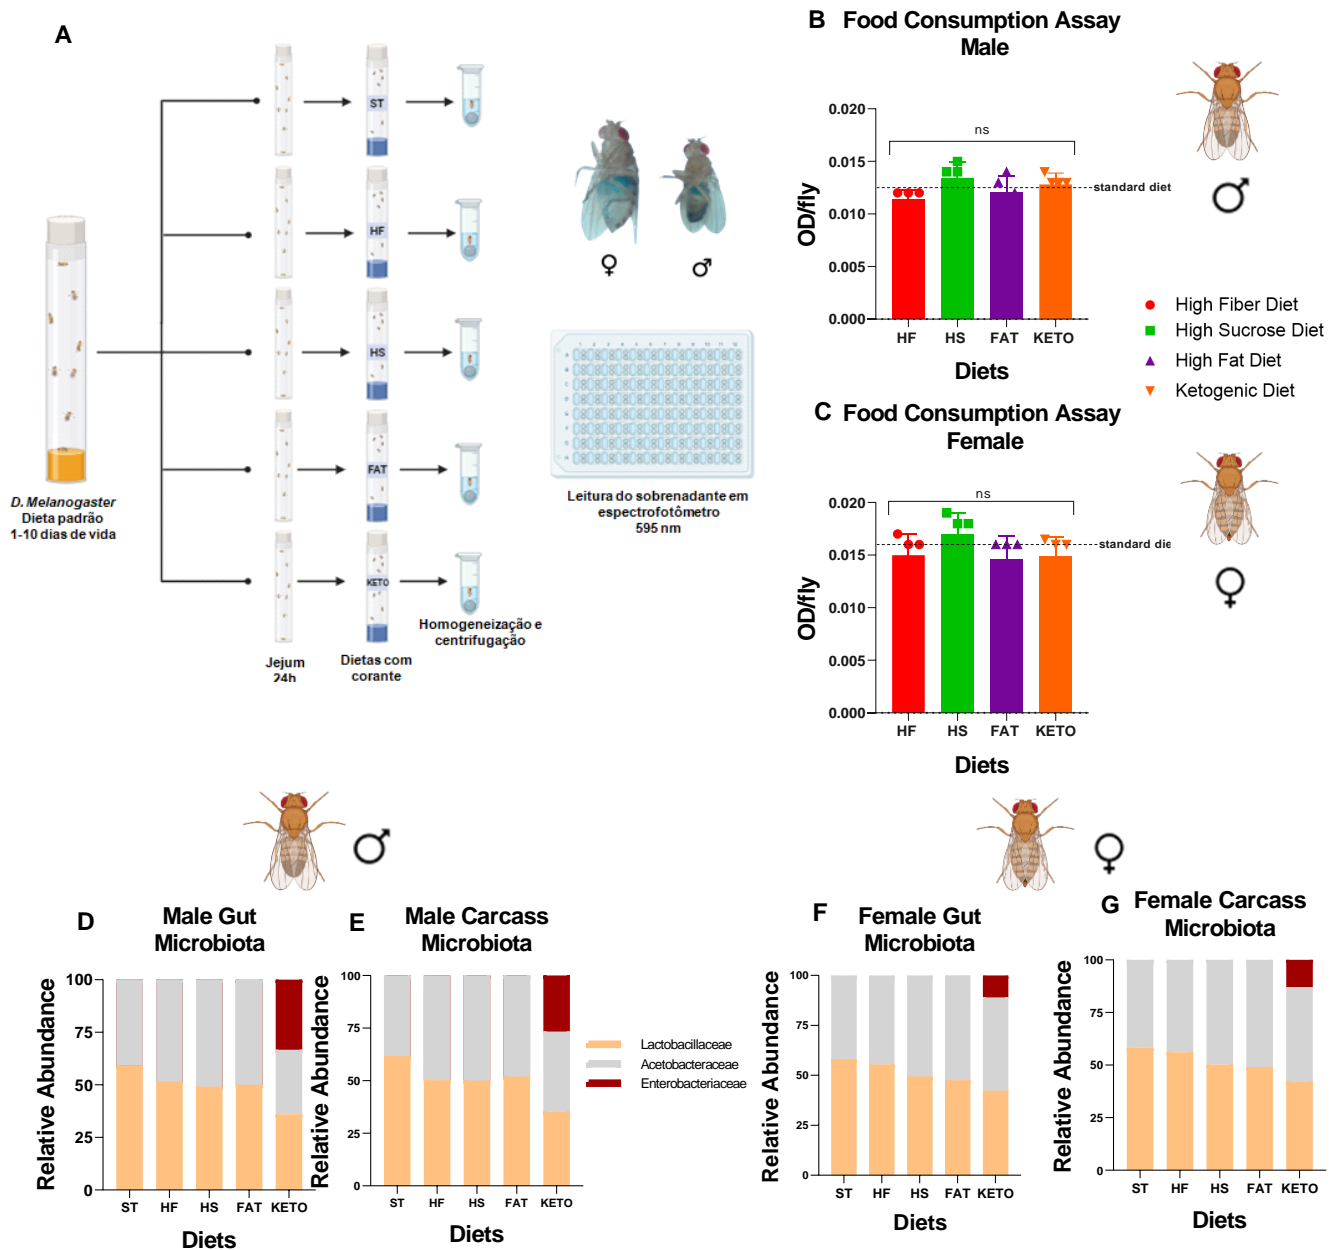 A
ST
HF
HS
FAT
KETO
D. Melanogaster
Dieta padrão
1-10 dias de vida
Jejum
24h
Dietas com
corante
Homogeneização e
centrifugação
♀ ♂
Leitura do sobrenadante em
espectrofotômetro
595 nm
B Food Consumption Assay
Male
0.020
0.015
0.010
0.005
0.000
OD/fly
ns
standard diet
HF HS FAT KETO
Diets
♂
High Fiber Diet
High Sucrose Diet
High Fat Diet
Ketogenic Diet
C Food Consumption Assay
Female
0.020
0.015
0.010
0.005
0.000
OD/fly
ns
standard die
HF HS FAT KETO
Diets
♀
♂
D Male Gut
Microbiota
100
75
50
25
0
Relative Abundance
ST HF HS FAT KETO
Diets
E Male Carcass
Microbiota
100
75
50
25
0
Relative Abundance
ST HF HS FAT KETO
Diets
Lactobacillaceae
Acetobacteraceae
Enterobacteriaceae
♀
F Female Gut
Microbiota
100
75
50
25
0
Relative Abundance
ST HF HS FAT KETO
Diets
G Female Carcass
Microbiota
100
75
50
25
0
Relative Abundance
ST HF HS FAT KETO
Diets